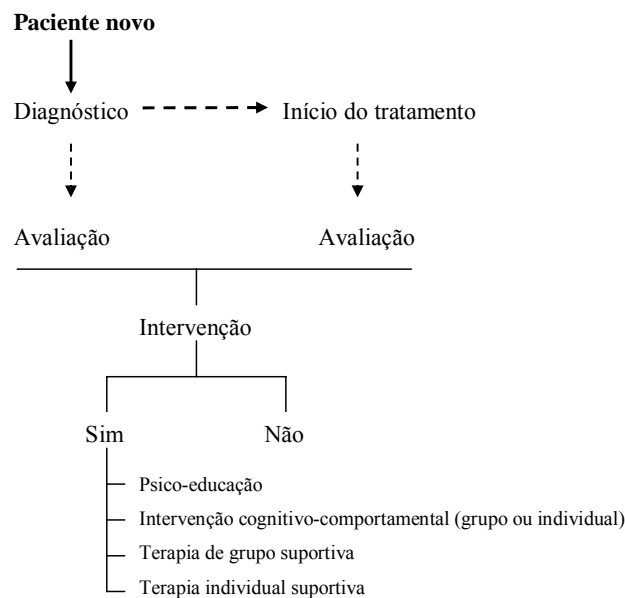 Paciente novo
Diagnóstico
Início do tratamento
Avaliação
Avaliação
Intervenção
Sim
Não
Psico-educação
Intervenção cognitivo-comportamental (grupo ou individual)
Terapia de grupo suportiva
Terapia individual suportiva